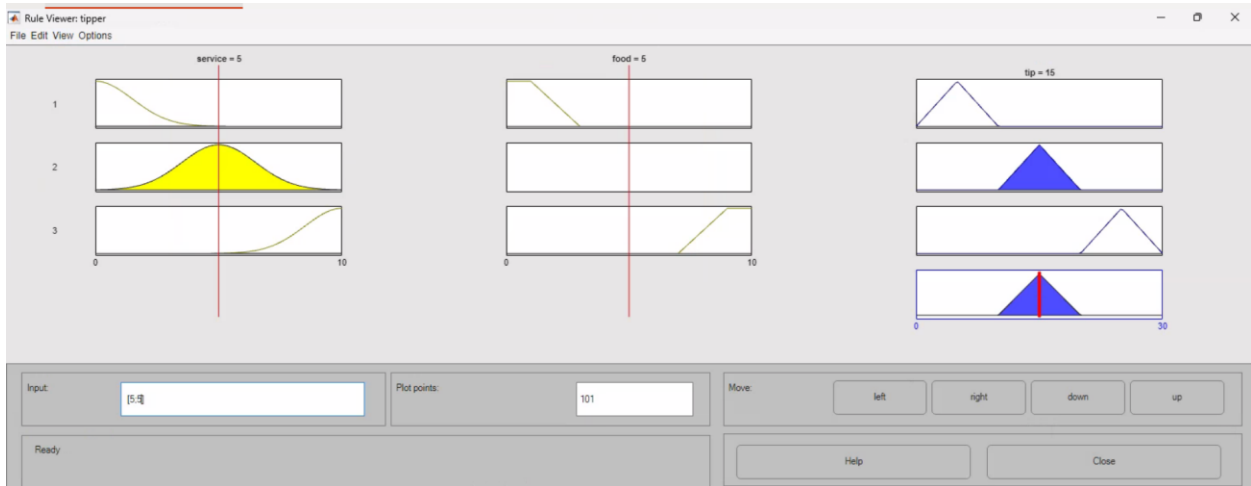 Rule Viewer: tipper
File Edit View Options
service = 5
food = 5
tip = 15
1
2
3
0
10
0
10
0
30
Input:
[5;5]
Plot points:
101
Move:
left
right
down
up
Ready
Help
Close